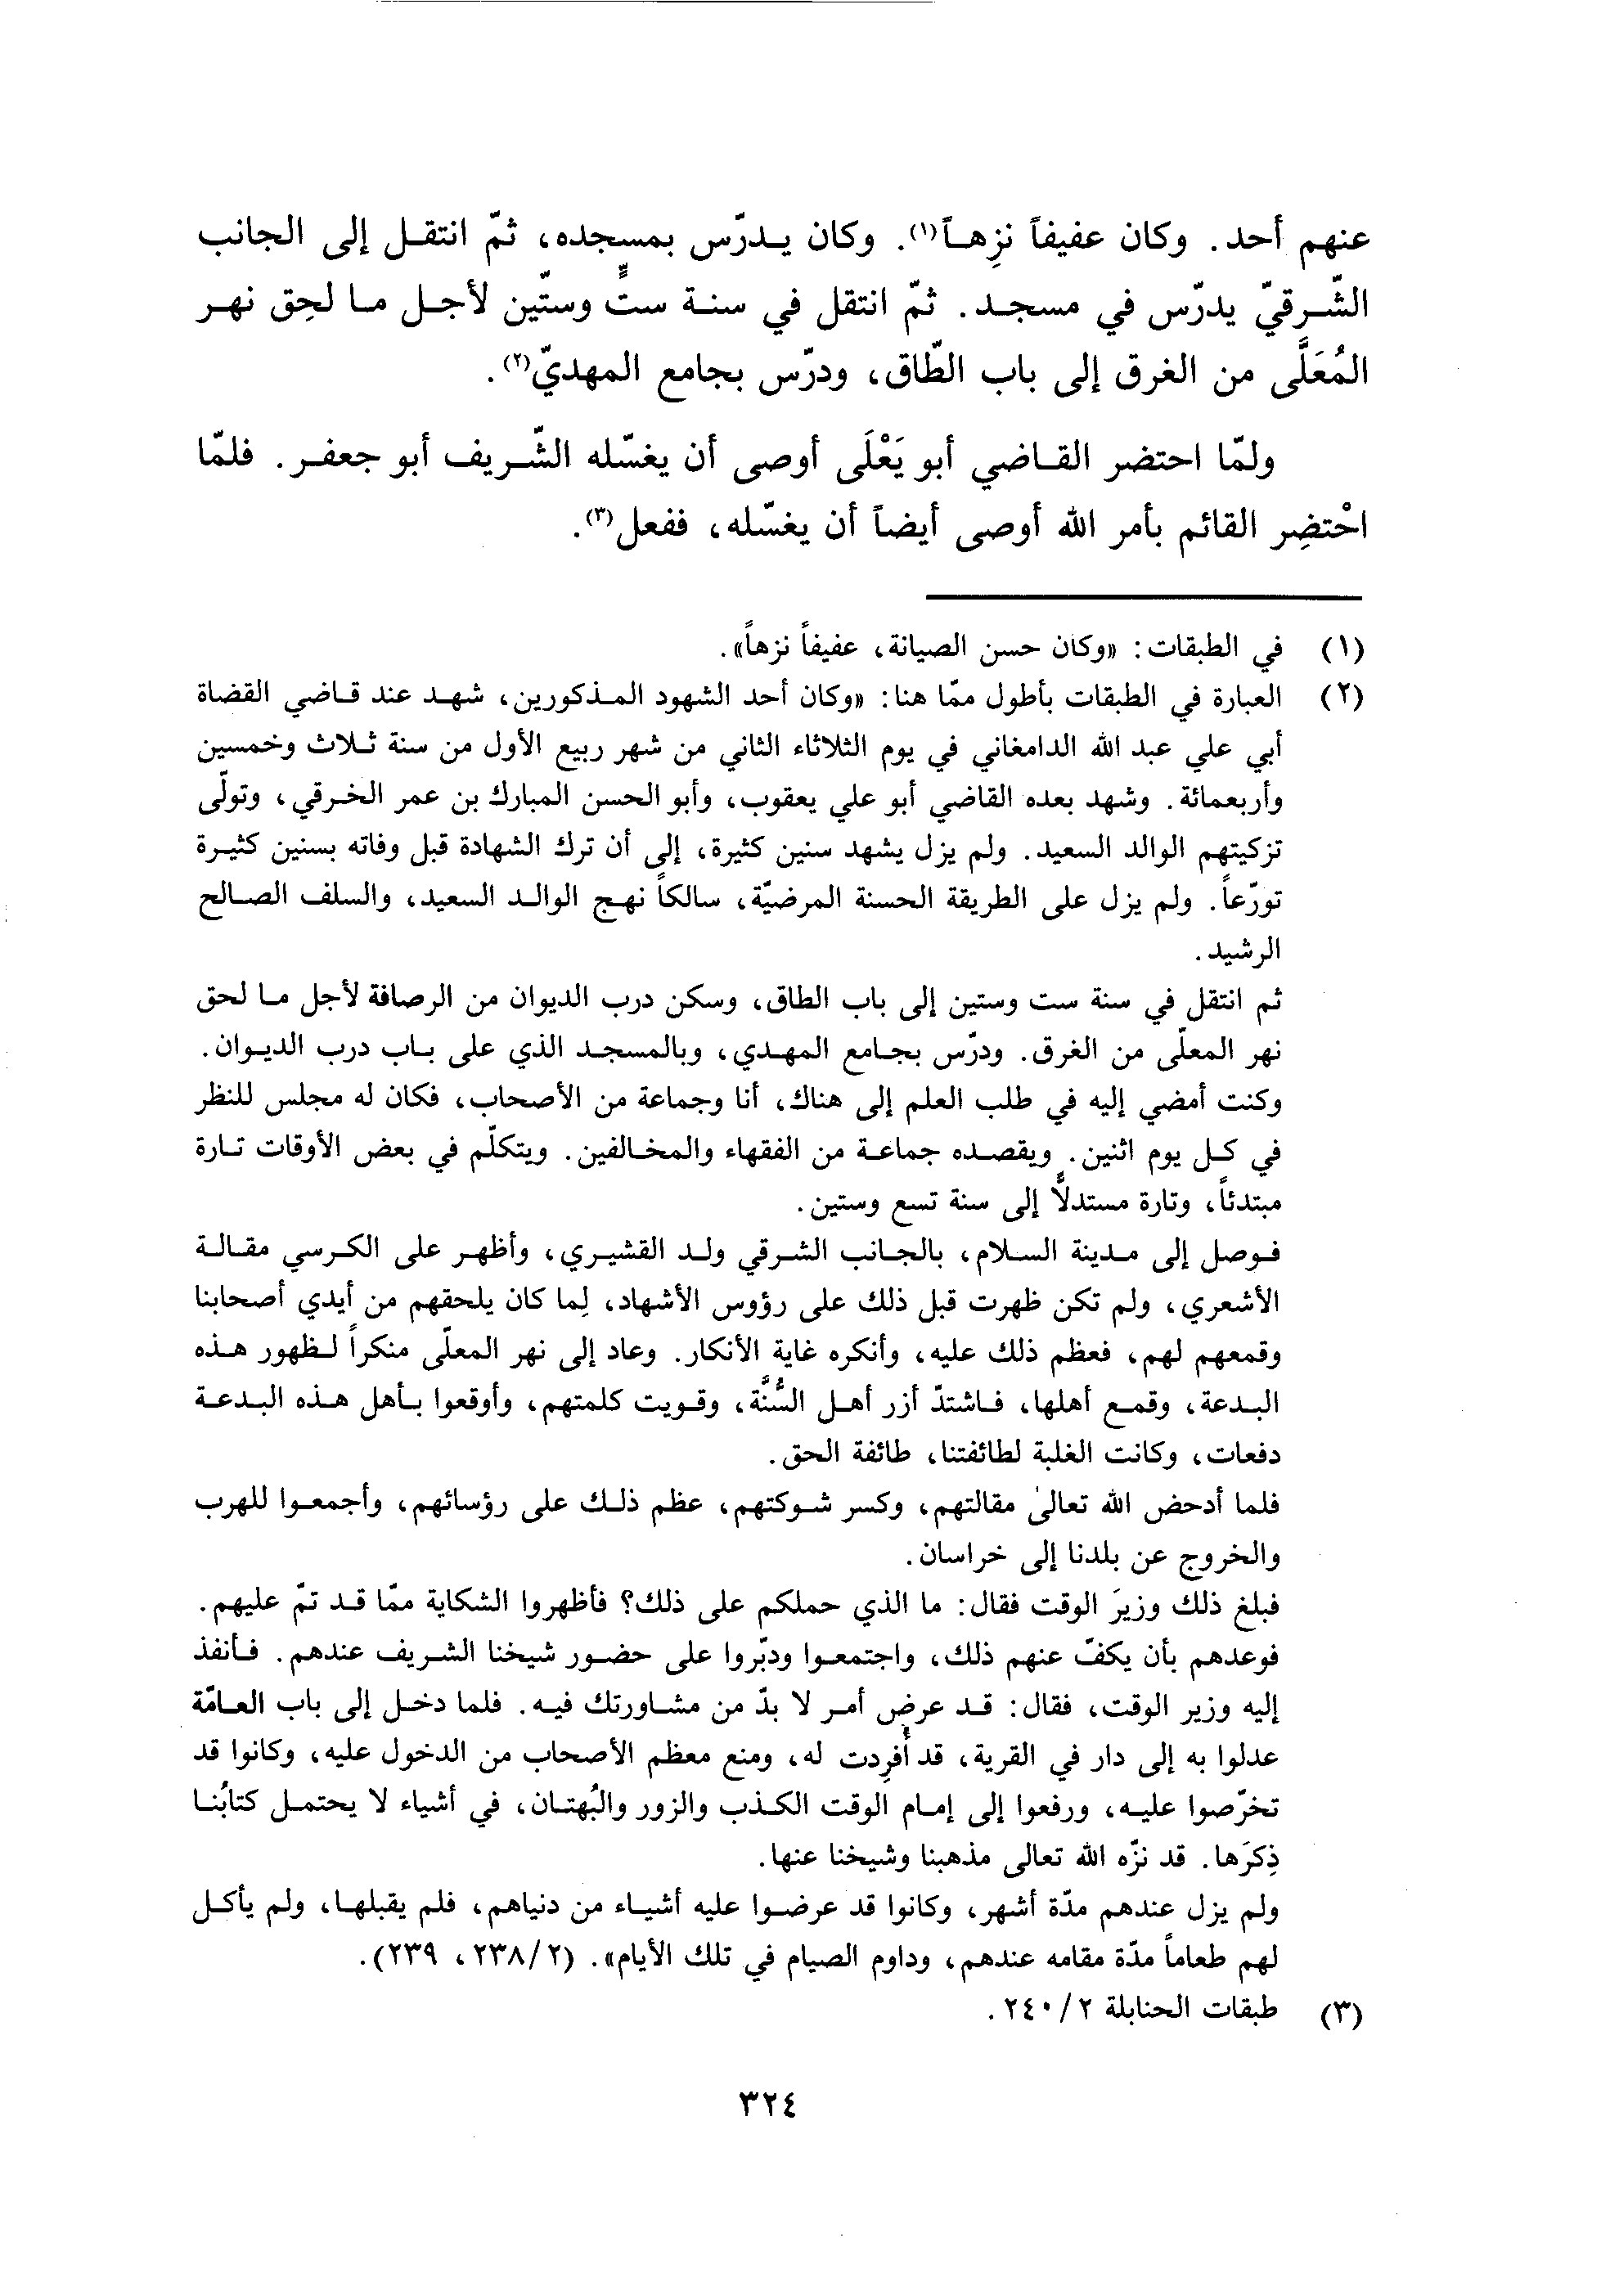 عنهم أحد. وكان عفيفاً نزِهاً(١). وكان يدرّس بمسجده، ثمّ انتقل إلى الجانب
الشّرقيّ يدرّس في مسجد. ثمّ انتقل في سنة ستٍّ وستّين لأجل ما لحِق نهر
المُعَلَّى من الغرق إلى باب الطّاق، ودرّس بجامع المهديّ(٢).
ولمّا احتضر القاضي أبو يَعْلَى أوصى أن يغسّله الشّريف أبو جعفر. فلمّا
احْتضِر القائم بأمر الله أوصى أيضاً أن يغسّله، ففعل(٣).
(١) في الطبقات: «وكان حسن الصيانة، عفيفاً نزهاً».
(٢) العبارة في الطبقات بأطول ممّا هنا: «وكان أحد الشهود المذكورين، شهد عند قاضي القضاة
أبي علي عبد الله الدامغاني في يوم الثلاثاء الثاني من شهر ربيع الأول من سنة ثلاث وخمسين
وأربعمائة. وشهد بعده القاضي أبو علي يعقوب، وأبو الحسن المبارك بن عمر الخرقي، وتولّى
تزكيتهم الوالد السعيد. ولم يزل يشهد سنين كثيرة، إلى أن ترك الشهادة قبل وفاته بسنين كثيرة
تورّعاً. ولم يزل على الطريقة الحسنة المرضيّة، سالكاً نهج الوالد السعيد، والسلف الصالح
الرشيد.
ثم انتقل في سنة ست وستين إلى باب الطاق، وسكن درب الديوان من الرصافة لأجل ما لحق
نهر المعلّى من الغرق. ودرّس بجامع المهدي، وبالمسجد الذي على باب درب الديوان.
وكنت أمضي إليه في طلب العلم إلى هناك، أنا وجماعة من الأصحاب، فكان له مجلس للنظر
في كل يوم اثنين. ويقصده جماعة من الفقهاء والمخالفين. ويتكلّم في بعض الأوقات تارة
مبتدئاً، وتارة مستدلاًّ إلى سنة تسع وستين.
فوصل إلى مدينة السلام، بالجانب الشرقي ولد القشيري، وأظهر على الكرسي مقالة
الأشعري، ولم تكن ظهرت قبل ذلك على رؤوس الأشهاد، لِما كان يلحقهم من أيدي أصحابنا
وقمعهم لهم، فعظم ذلك عليه، وأنكره غاية الأنكار. وعاد إلى نهر المعلّى منكراً لظهور هذه
البدعة، وقمع أهلها، فاشتدّ أزر أهل السُّنَّة، وقويت كلمتهم، وأوقعوا بأهل هذه البدعة
دفعات، وكانت الغلبة لطائفتنا، طائفة الحق.
فلما أدحض الله تعالى مقالتهم، وكسر شوكتهم، عظم ذلك على رؤسائهم، وأجمعوا للهرب
والخروج عن بلدنا إلى خراسان.
فبلغ ذلك وزيرَ الوقت فقال: ما الذي حملكم على ذلك؟ فأظهروا الشكاية ممّا قد تمّ عليهم.
فوعدهم بأن يكفّ عنهم ذلك، واجتمعوا ودبّروا على حضور شيخنا الشريف عندهم. فأنفذ
إليه وزير الوقت، فقال: قد عرض أمر لا بدّ من مشاورتك فيه. فلما دخل إلى باب العامّة
عدلوا به إلى دار في القرية، قد أُفرِدت له، ومنع معظم الأصحاب من الدخول عليه، وكانوا قد
تخرّصوا عليه، ورفعوا إلى إمام الوقت الكذب والزور والبُهتان، في أشياء لا يحتمل كتابُنا
ذِكرَها. قد نزّه الله تعالى مذهبنا وشيخنا عنها.
ولم يزل عندهم مدّة أشهر، وكانوا قد عرضوا عليه أشياء من دنياهم، فلم يقبلها، ولم يأكل
لهم طعاماً مدّة مقامه عندهم، وداوم الصيام في تلك الأيام». (٢/٢٣٨، ٢٣٩).
(٣) طبقات الحنابلة ٢/٢٤٠.
٣٢٤